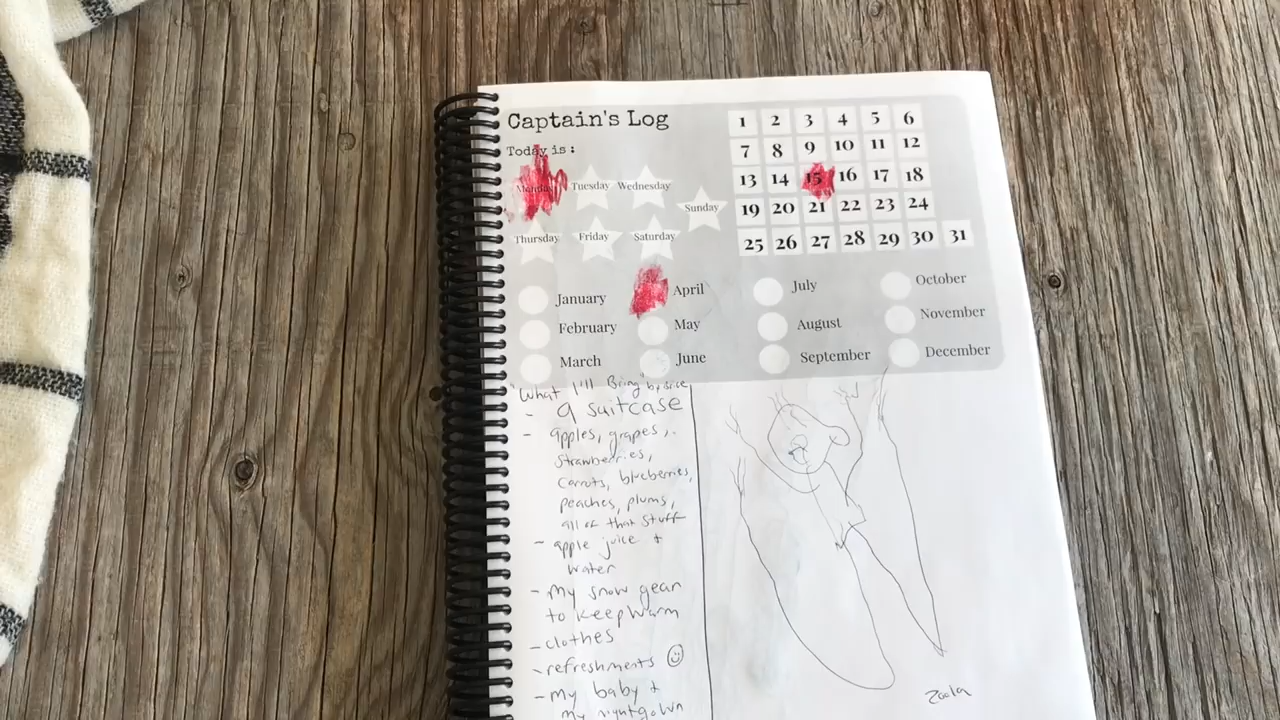 Captain's Log
Today is:
Monday Tuesday Wednesday
Sunday
Thursday Friday Saturday
1 2 3 4 5 6
7 8 9 10 11 12
13 14 15 16 17 18
19 20 21 22 23 24
25 26 27 28 29 30 31
January April July October
February May August November
March June September December
"What I'll Bring" by
- a suitcase
- apples, grapes,
strawberries,
carrots, blueberries,
peaches, plums,
all of that stuff
- apple juice +
water
- my snow gear
to keep warm
- clothes
- refreshments ☺
- my baby +
my nightgown